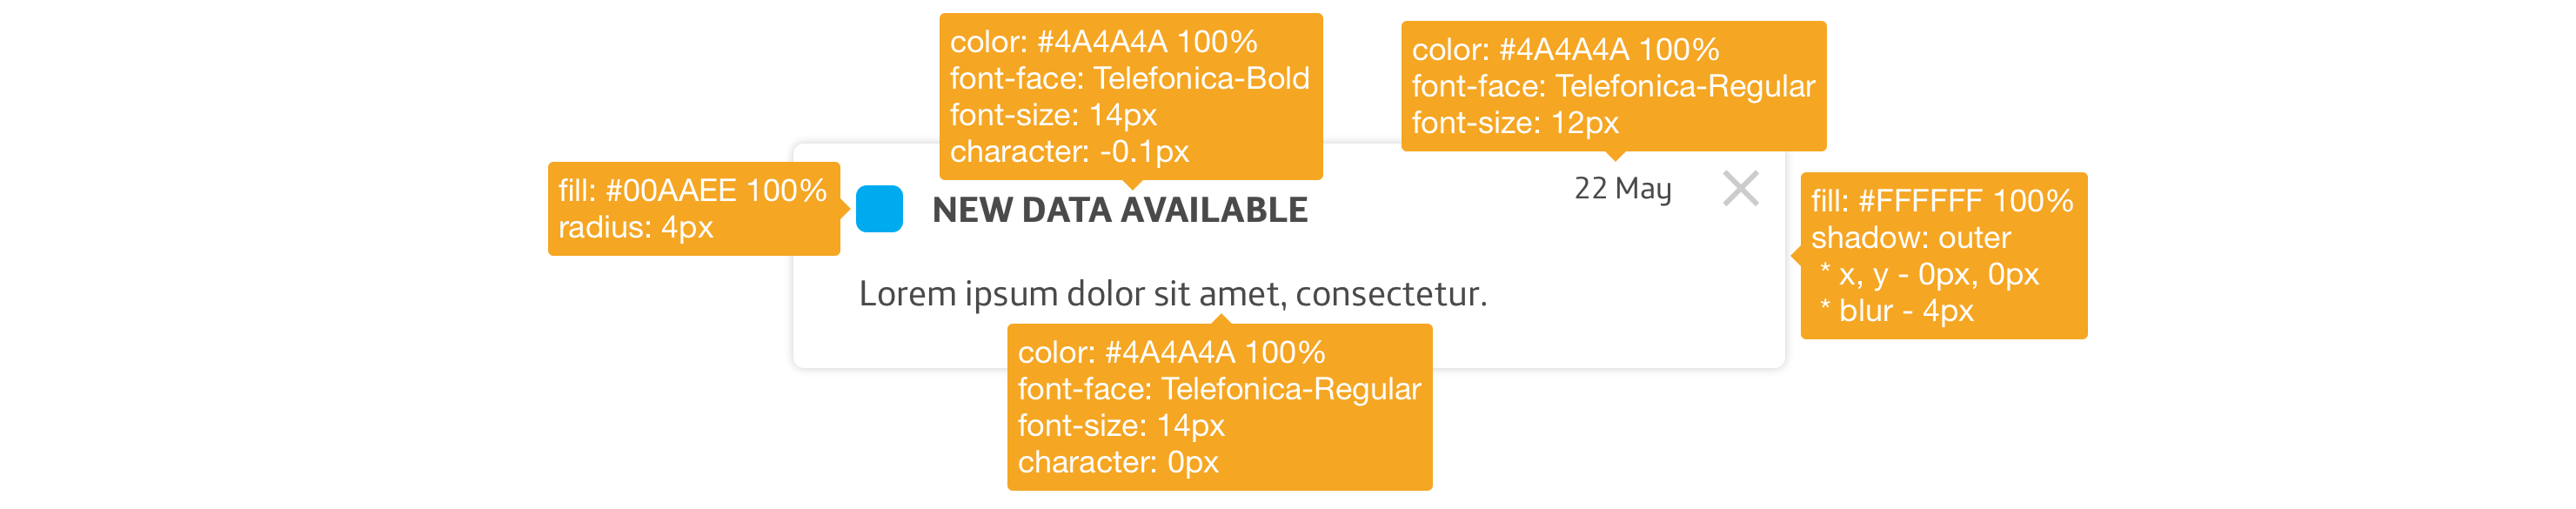 color: #4A4A4A 100%
font-face: Telefonica-Bold
font-size: 14px
character: -0.1px
color: #4A4A4A 100%
font-face: Telefonica-Regular
font-size: 12px
fill: #00AAEE 100%
radius: 4px
NEW DATA AVAILABLE
22 May
fill: #FFFFFF 100%
shadow: outer
* x, y - 0px, 0px
* blur - 4px
Lorem ipsum dolor sit amet, consectetur.
color: #4A4A4A 100%
font-face: Telefonica-Regular
font-size: 14px
character: 0px